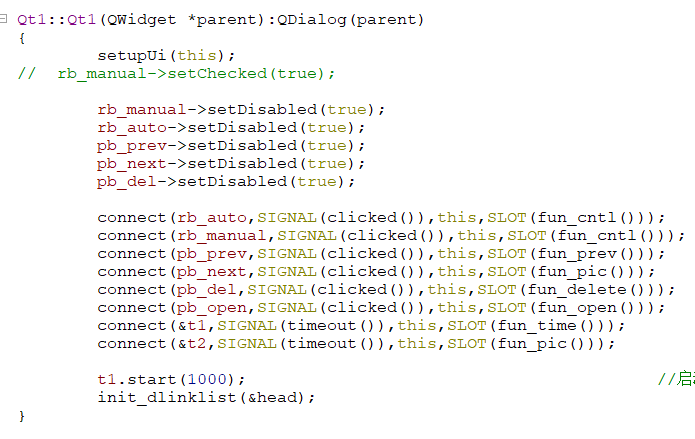 Qt1::Qt1(QWidget *parent):QDialog(parent)
{
setupUi(this);
// rb_manual->setChecked(true);
rb_manual->setDisabled(true);
rb_auto->setDisabled(true);
pb_prev->setDisabled(true);
pb_next->setDisabled(true);
pb_del->setDisabled(true);
connect(rb_auto,SIGNAL(clicked()),this,SLOT(fun_cntl()));
connect(rb_manual,SIGNAL(clicked()),this,SLOT(fun_cntl()));
connect(pb_prev,SIGNAL(clicked()),this,SLOT(fun_prev()));
connect(pb_next,SIGNAL(clicked()),this,SLOT(fun_pic()));
connect(pb_del,SIGNAL(clicked()),this,SLOT(fun_delete()));
connect(pb_open,SIGNAL(clicked()),this,SLOT(fun_open()));
connect(&t1,SIGNAL(timeout()),this,SLOT(fun_time()));
connect(&t2,SIGNAL(timeout()),this,SLOT(fun_pic()));
t1.start(1000); //启
init_dlinklist(&head);
}